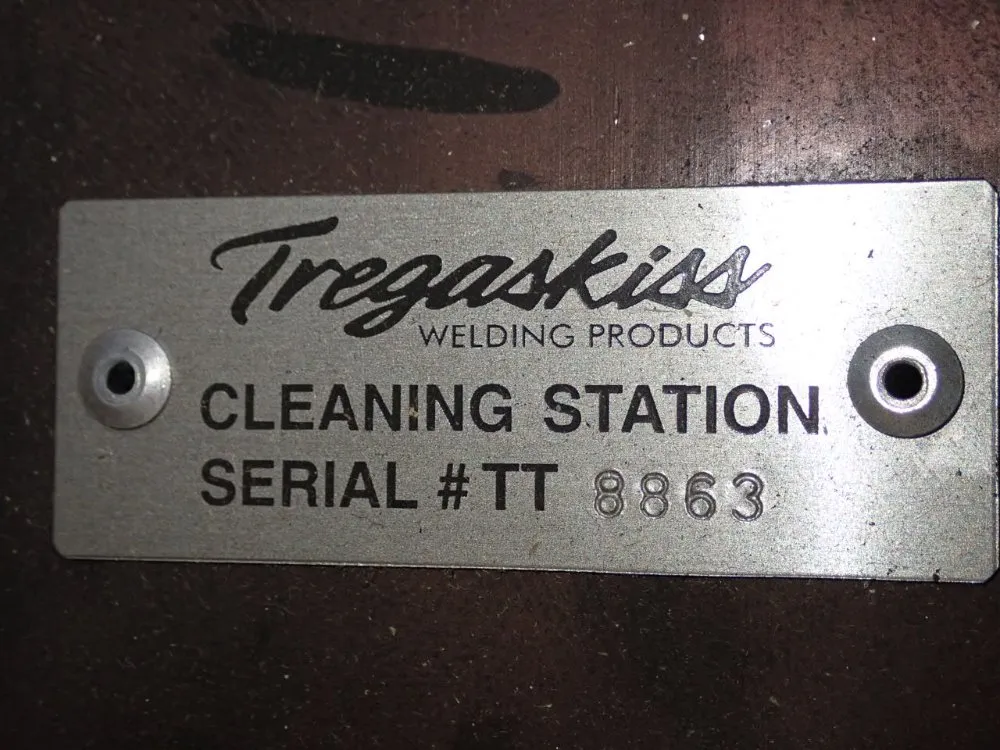 Tregaskiss
WELDING PRODUCTS
CLEANING STATION
SERIAL #TT 8863